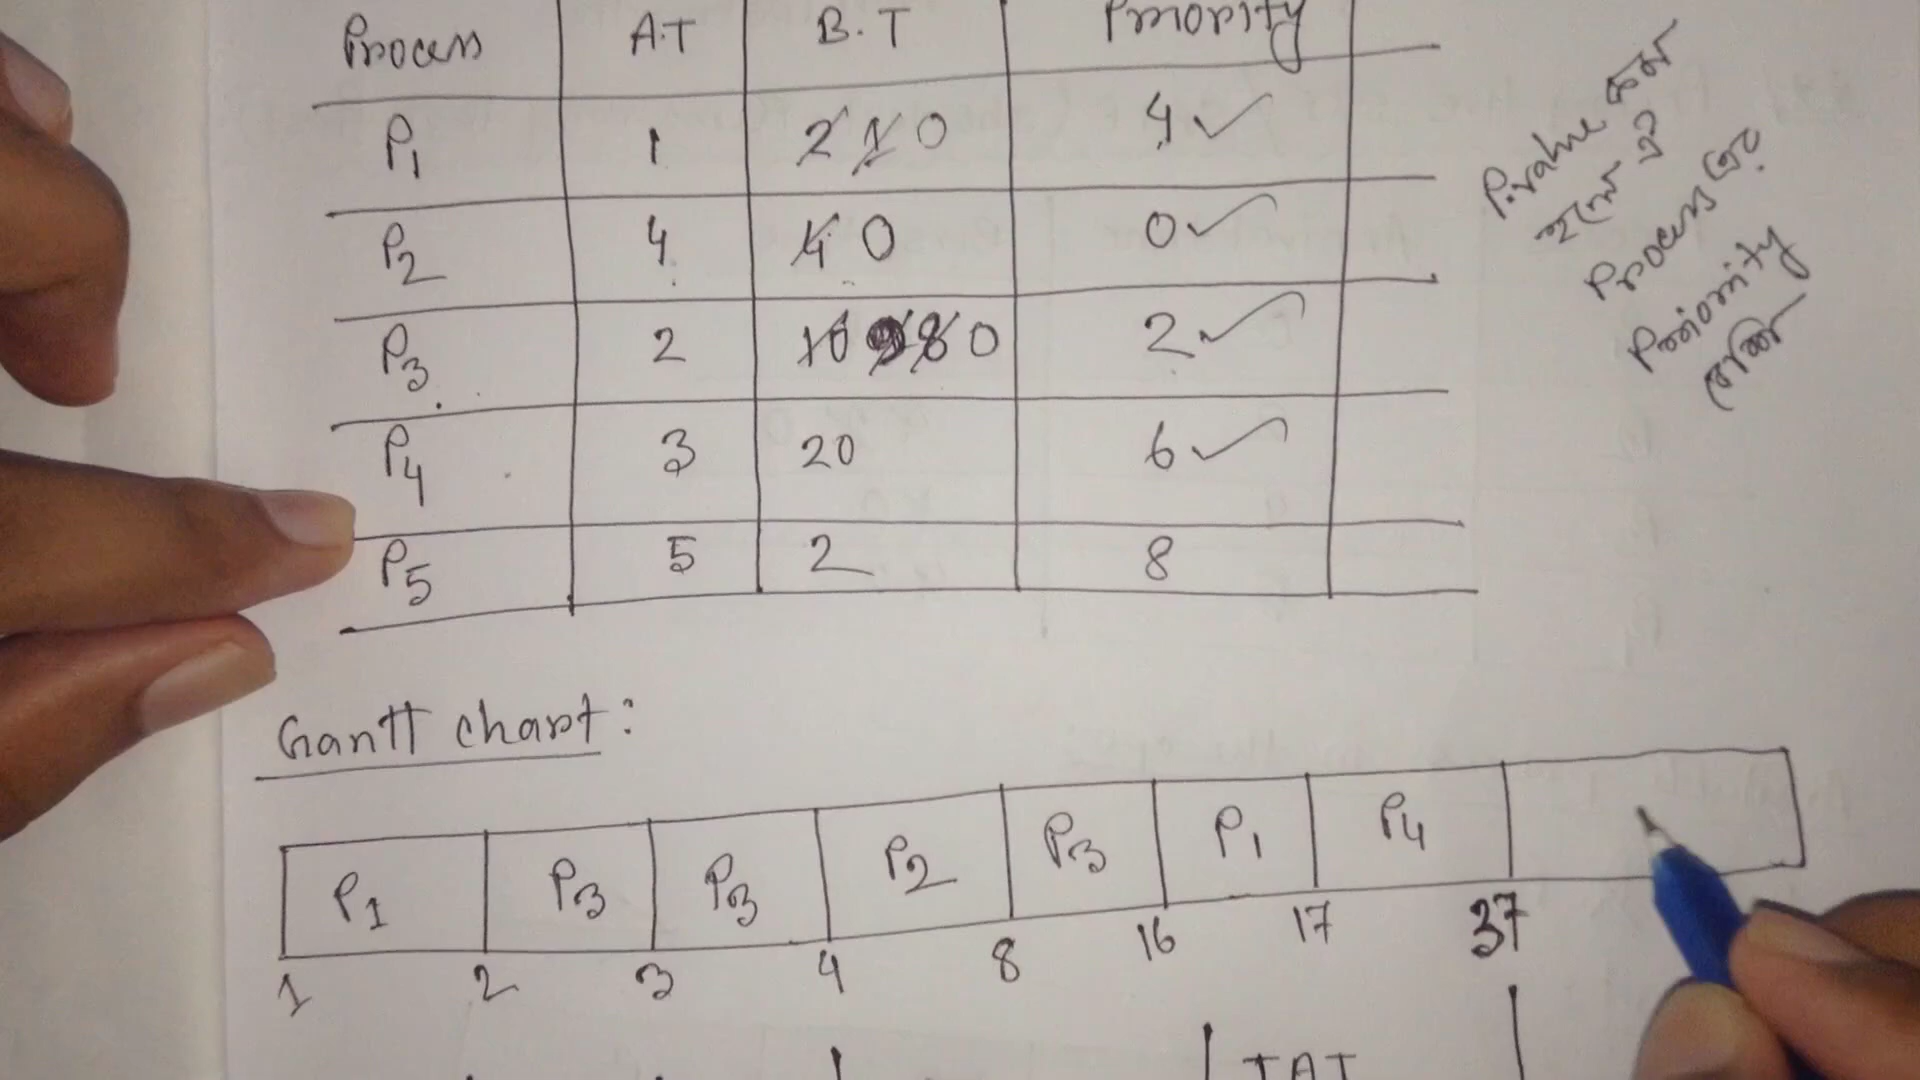 Process A.T B.T Priority
P1 1 2 1 0 4
P2 4 4 0 0
P3 2 10 9 8 0 2
P4 3 20 6
P5 5 2 8
P.value কম
হলে ঐ
Process এর
Priority
বেশি
Gantt chart:
P1 P3 P3 P2 P3 P1 P4
1 2 3 4 8 16 17 37
TAT